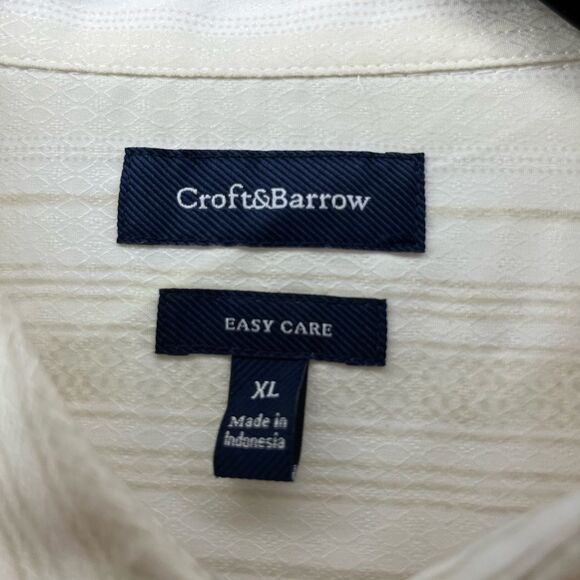 Croft&Barrow
EASY CARE
XL
Made in
Indonesia